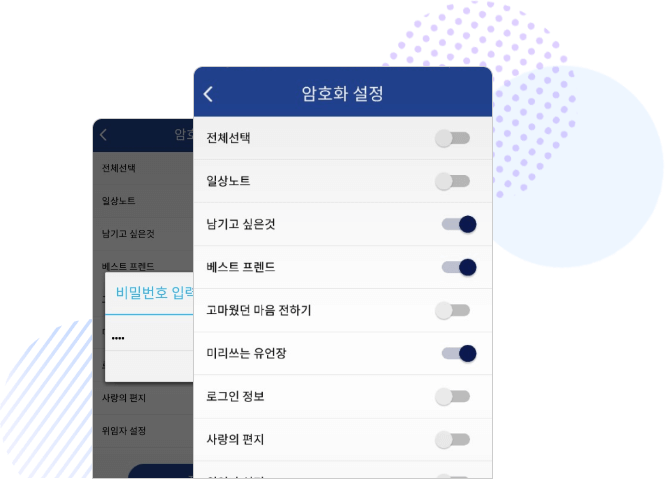 암호화 설정
전체선택
일상노트
남기고 싶은것
베스트 프렌드
고마웠던 마음 전하기
미리쓰는 유언장
로그인 정보
사랑의 편지
전체선택
일상노트
남기고 싶은것
베스트 프렌드
비밀번호 입력
••••
사랑의 편지
위임자 설정